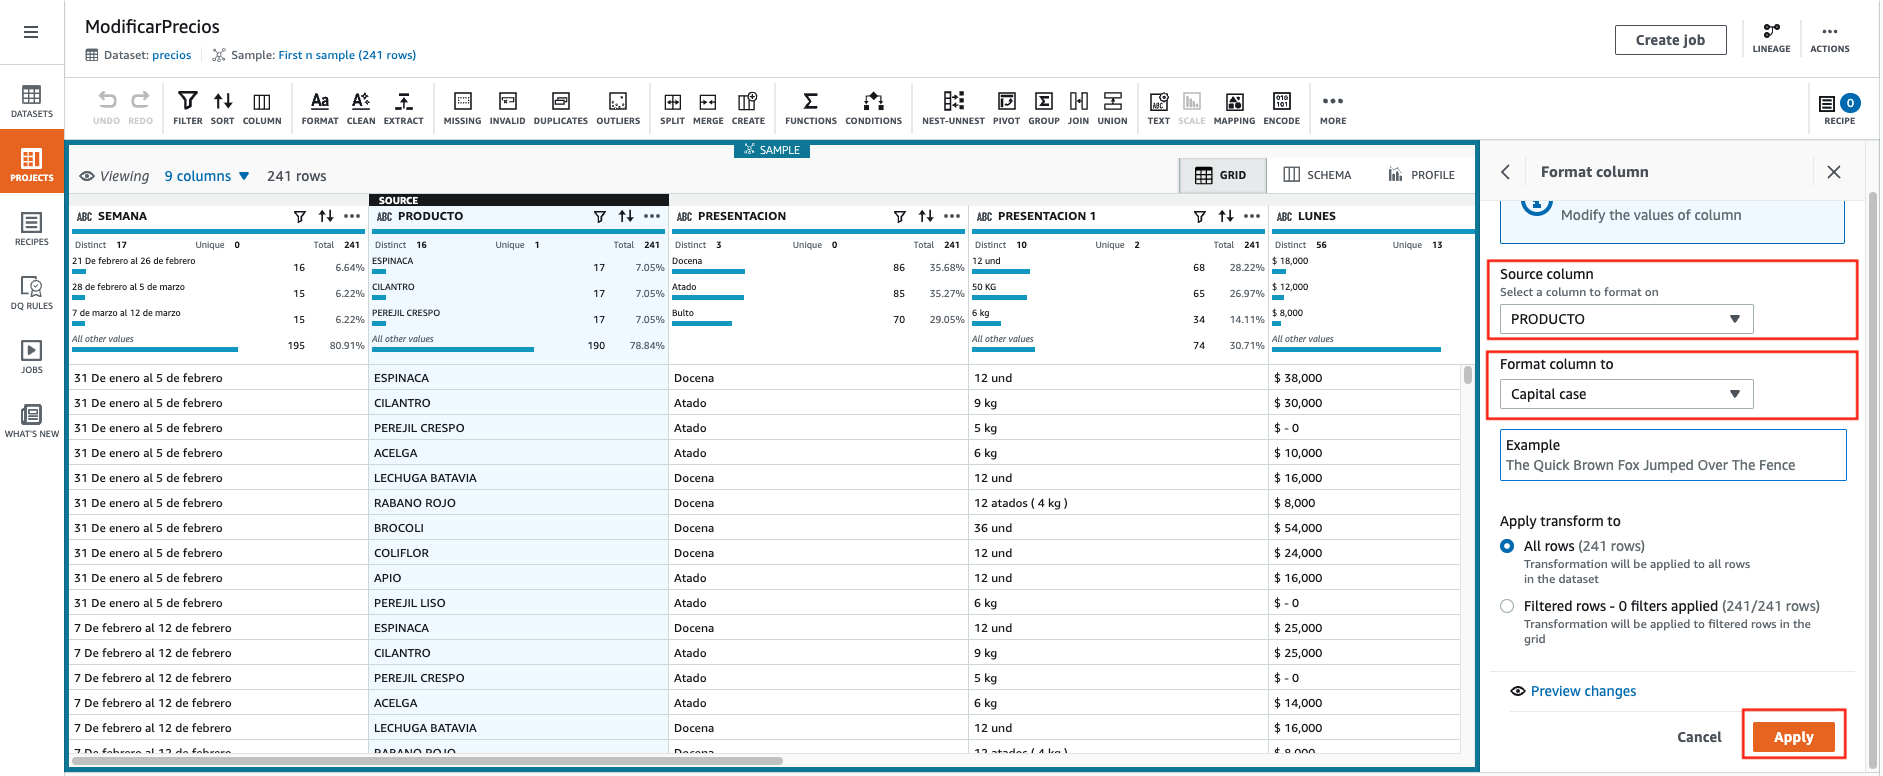 ModificarPrecios
Dataset: precios
Sample: First n sample (241 rows)
Create job
LINEAGE
ACTIONS
DATASETS
PROJECTS
RECIPES
DQ RULES
JOBS
WHAT'S NEW
UNDO
REDO
FILTER
SORT
COLUMN
FORMAT
CLEAN
EXTRACT
MISSING
INVALID
DUPLICATES
OUTLIERS
SPLIT
MERGE
CREATE
FUNCTIONS
CONDITIONS
NEST-UNNEST
PIVOT
GROUP
JOIN
UNION
TEXT
SCALE
MAPPING
ENCODE
MORE
0
RECIPE
SAMPLE
Viewing 9 columns 241 rows
GRID
SCHEMA
PROFILE
SOURCE
ABC SEMANA
ABC PRODUCTO
ABC PRESENTACION
ABC PRESENTACION 1
ABC LUNES
Distinct 17 Unique 0 Total 241
Distinct 16 Unique 1 Total 241
Distinct 3 Unique 0 Total 241
Distinct 10 Unique 2 Total 241
Distinct 56 Unique 13
21 De febrero al 26 de febrero 16 6.64%
ESPINACA 17 7.05%
Docena 86 35.68%
12 und 68 28.22%
$ 18,000
28 de febrero al 5 de marzo 15 6.22%
CILANTRO 17 7.05%
Atado 85 35.27%
50 KG 65 26.97%
$ 12,000
7 de marzo al 12 de marzo 15 6.22%
PEREJIL CRESPO 17 7.05%
Bulto 70 29.05%
6 kg 34 14.11%
$ 8,000
All other values 195 80.91%
All other values 190 78.84%
All other values 74 30.71%
All other values
31 De enero al 5 de febrero ESPINACA Docena 12 und $ 38,000
31 De enero al 5 de febrero CILANTRO Atado 9 kg $ 30,000
31 De enero al 5 de febrero PEREJIL CRESPO Atado 5 kg $ - 0
31 De enero al 5 de febrero ACELGA Atado 6 kg $ 10,000
31 De enero al 5 de febrero LECHUGA BATAVIA Docena 12 und $ 16,000
31 De enero al 5 de febrero RABANO ROJO Docena 12 atados ( 4 kg ) $ 8,000
31 De enero al 5 de febrero BROCOLI Docena 36 und $ 54,000
31 De enero al 5 de febrero COLIFLOR Docena 12 und $ 24,000
31 De enero al 5 de febrero APIO Atado 12 und $ 16,000
31 De enero al 5 de febrero PEREJIL LISO Atado 6 kg $ - 0
7 De febrero al 12 de febrero ESPINACA Docena 12 und $ 25,000
7 De febrero al 12 de febrero CILANTRO Atado 9 kg $ 25,000
7 De febrero al 12 de febrero PEREJIL CRESPO Atado 5 kg $ - 0
7 De febrero al 12 de febrero ACELGA Atado 6 kg $ 14,000
7 De febrero al 12 de febrero LECHUGA BATAVIA Docena 12 und $ 16,000
7 De febrero al 12 de febrero RABANO ROJO Docena 12 atados ( 4 kg ) $ 8,000
Format column
Modify the values of column
Source column
Select a column to format on
PRODUCTO
Format column to
Capital case
Example
The Quick Brown Fox Jumped Over The Fence
Apply transform to
All rows (241 rows)
Transformation will be applied to all rows
in the dataset
Filtered rows - 0 filters applied (241/241 rows)
Transformation will be applied to filtered rows in the
grid
Preview changes
Cancel
Apply